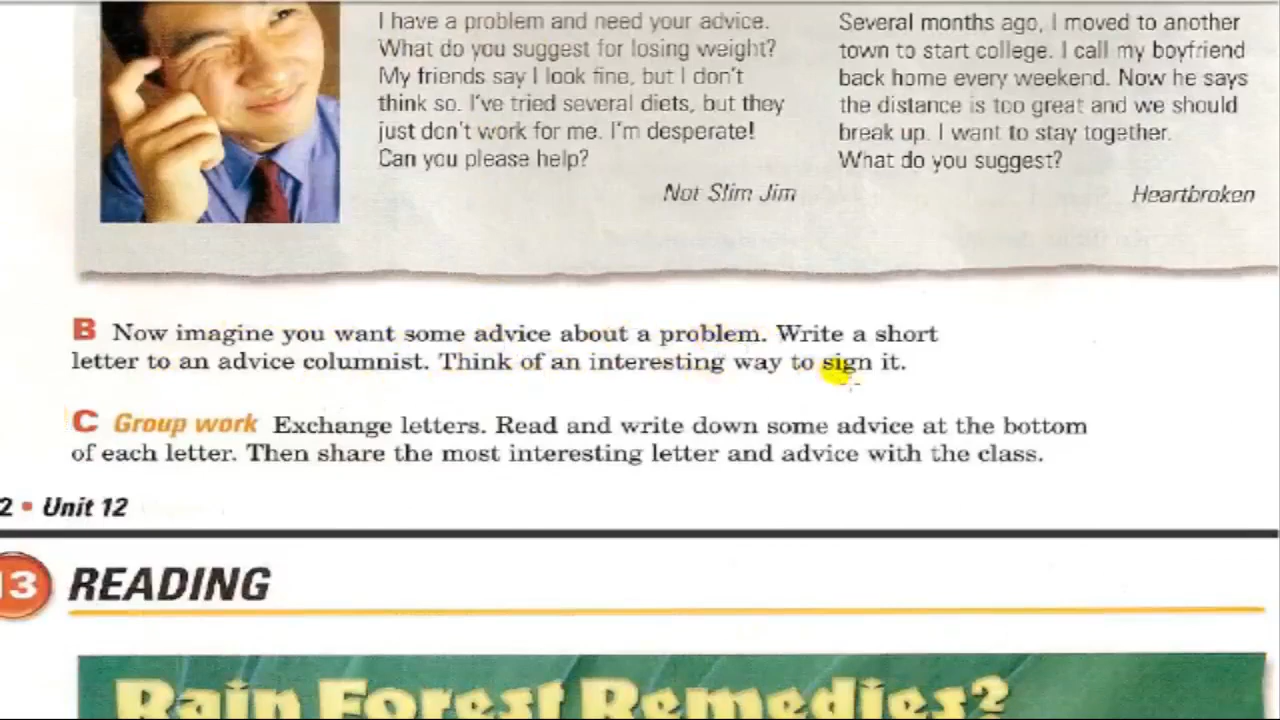 I have a problem and need your advice.
What do you suggest for losing weight?
My friends say I look fine, but I don't
think so. I've tried several diets, but they
just don't work for me. I'm desperate!
Can you please help?
Not Slim Jim
Several months ago, I moved to another
town to start college. I call my boyfriend
back home every weekend. Now he says
the distance is too great and we should
break up. I want to stay together.
What do you suggest?
Heartbroken
B Now imagine you want some advice about a problem. Write a short
letter to an advice columnist. Think of an interesting way to sign it.
C Group work Exchange letters. Read and write down some advice at the bottom
of each letter. Then share the most interesting letter and advice with the class.
2 • Unit 12
13 READING
Rain Forest Remedies?